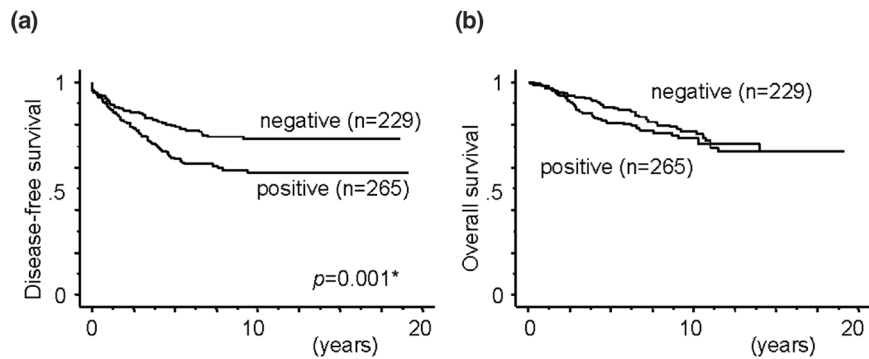 (a)
Disease-free survival
1
.5
0
negative (n=229)
positive (n=265)
p=0.001*
0
10
20
(years)
(b)
Overall survival
1
.5
0
negative (n=229)
positive (n=265)
0
10
20
(years)